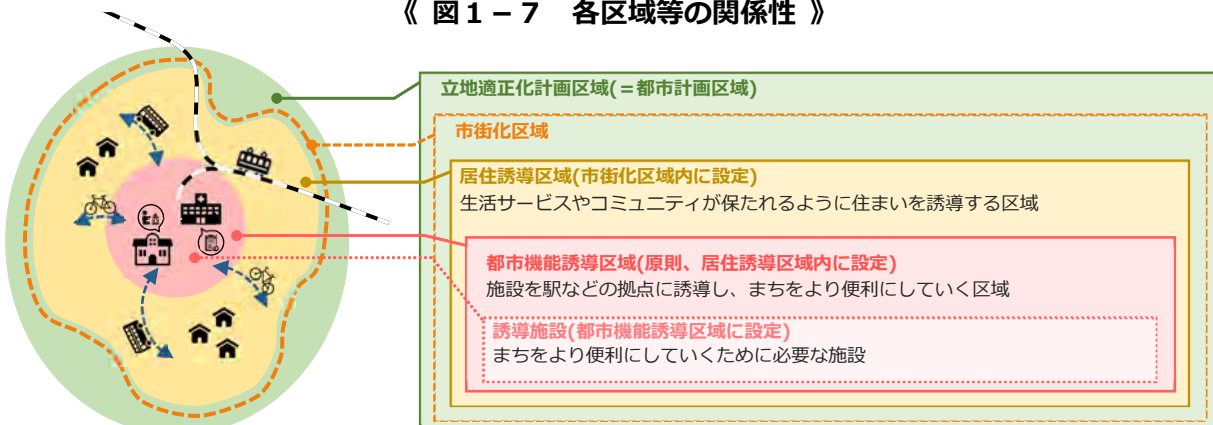 《 図１－７ 各区域等の関係性 》
立地適正化計画区域(＝都市計画区域)
市街化区域
居住誘導区域(市街化区域内に設定)
生活サービスやコミュニティが保たれるように住まいを誘導する区域
都市機能誘導区域(原則、居住誘導区域内に設定)
施設を駅などの拠点に誘導し、まちをより便利にしていく区域
誘導施設(都市機能誘導区域に設定)
まちをより便利にしていくために必要な施設